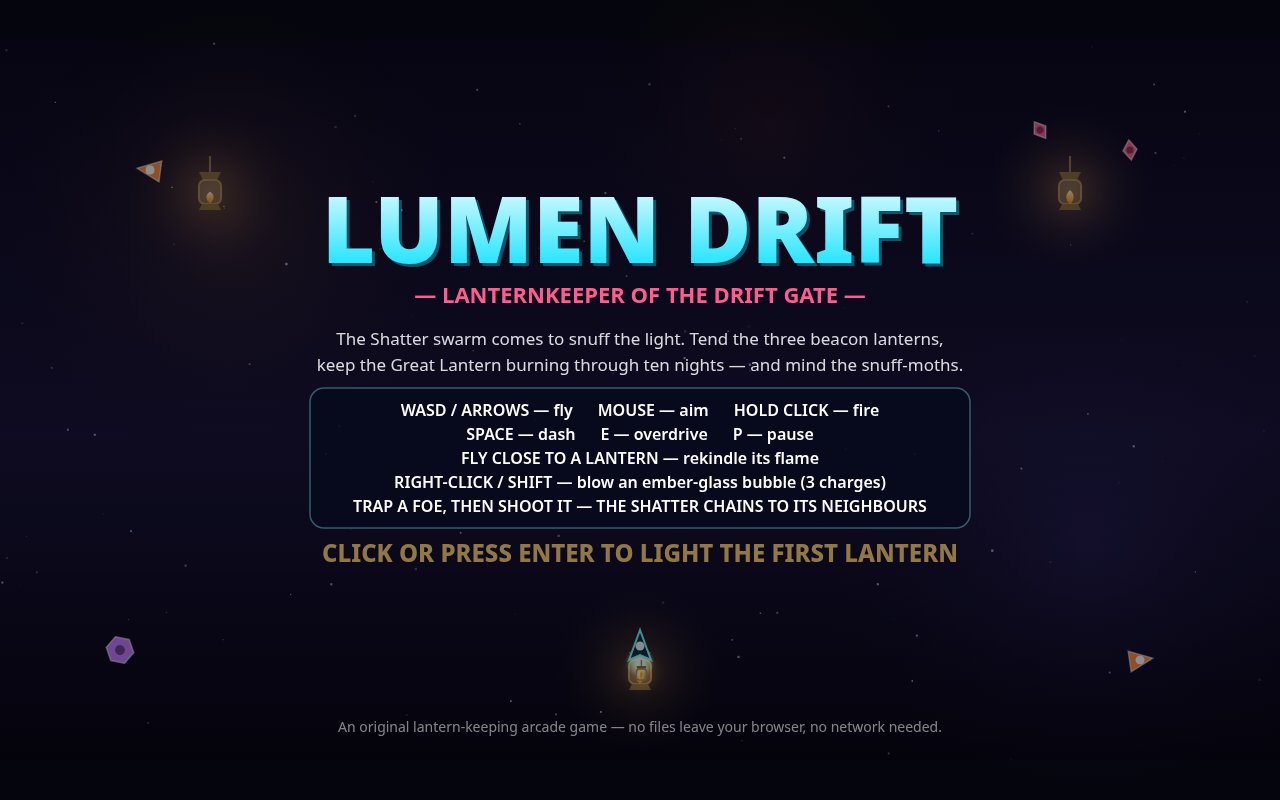 LUMEN DRIFT
— LANTERNKEEPER OF THE DRIFT GATE —
The Shatter swarm comes to snuff the light. Tend the three beacon lanterns,
keep the Great Lantern burning through ten nights — and mind the snuff-moths.
WASD / ARROWS — fly MOUSE — aim HOLD CLICK — fire
SPACE — dash E — overdrive P — pause
FLY CLOSE TO A LANTERN — rekindle its flame
RIGHT-CLICK / SHIFT — blow an ember-glass bubble (3 charges)
TRAP A FOE, THEN SHOOT IT — THE SHATTER CHAINS TO ITS NEIGHBOURS
CLICK OR PRESS ENTER TO LIGHT THE FIRST LANTERN
An original lantern-keeping arcade game — no files leave your browser, no network needed.